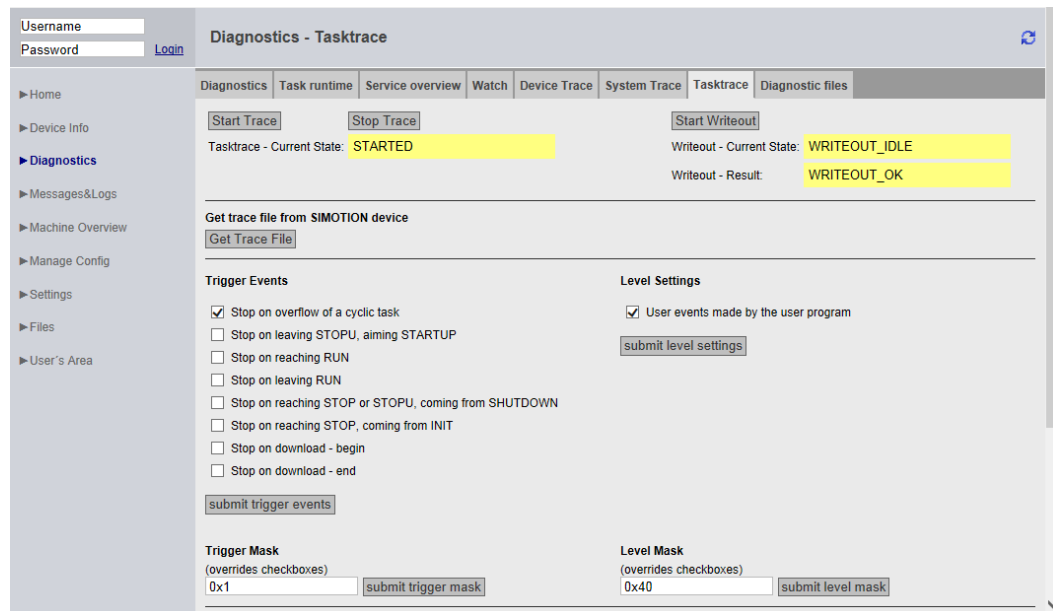 Username
Password Login
Diagnostics - Tasktrace
►Home
►Device Info
►Diagnostics
►Messages&Logs
►Machine Overview
►Manage Config
►Settings
►Files
►User´s Area
Diagnostics Task runtime Service overview Watch Device Trace System Trace Tasktrace Diagnostic files
Start Trace Stop Trace Start Writeout
Tasktrace - Current State: STARTED Writeout - Current State: WRITEOUT_IDLE
Writeout - Result: WRITEOUT_OK
Get trace file from SIMOTION device
Get Trace File
Trigger Events
Stop on overflow of a cyclic task
Stop on leaving STOPU, aiming STARTUP
Stop on reaching RUN
Stop on leaving RUN
Stop on reaching STOP or STOPU, coming from SHUTDOWN
Stop on reaching STOP, coming from INIT
Stop on download - begin
Stop on download - end
submit trigger events
Level Settings
User events made by the user program
submit level settings
Trigger Mask
(overrides checkboxes)
0x1 submit trigger mask
Level Mask
(overrides checkboxes)
0x40 submit level mask